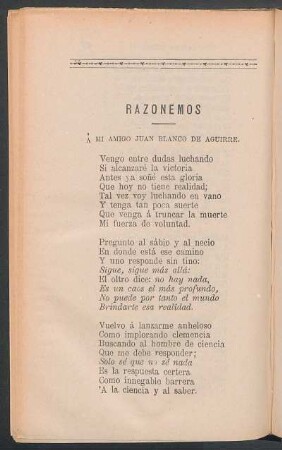 RAZONEMOS
Á MI AMIGO JUAN BLANCO DE AGUIRRE.
Vengo entre dudas luchando
Si alcanzaré la victoria
Antes ya soñé esta gloria
Que hoy no tiene realidad;
Tal vez voy luchando en vano
Y tenga tan poca suerte
Que venga á truncar la muerte
Mi fuerza de voluntad.
Pregunto al sábio y al necio
En donde está ese camino
Y uno responde sin tino:
Sigue, sigue más allá:
El oltro dice: no hay nada,
Es un caos el más profundo,
No puede por tanto el mundo
Brindarte esa realidad.
Vuelvo á lanzarme anheloso
Como implorando clemencia
Buscando al hombre de ciencia
Que me debe responder;
Solo sé que no sé nada
Es la respuesta certera
Como innegable barrera
'A la ciencia y al saber.